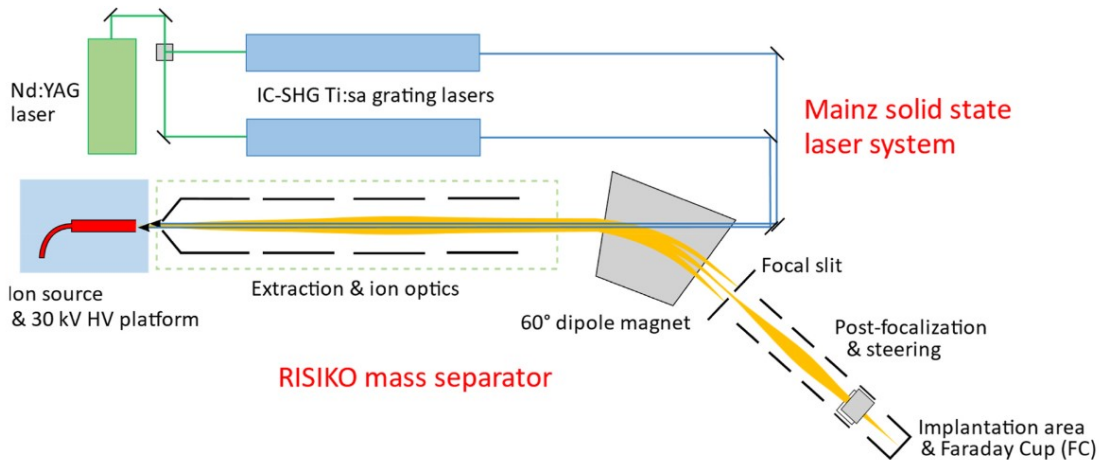 Nd:YAG
laser
IC-SHG Ti:sa grating lasers
Mainz solid state
laser system
Ion source
& 30 kV HV platform
Extraction & ion optics
60° dipole magnet
Focal slit
Post-focalization
& steering
RISIKO mass separator
Implantation area
& Faraday Cup (FC)